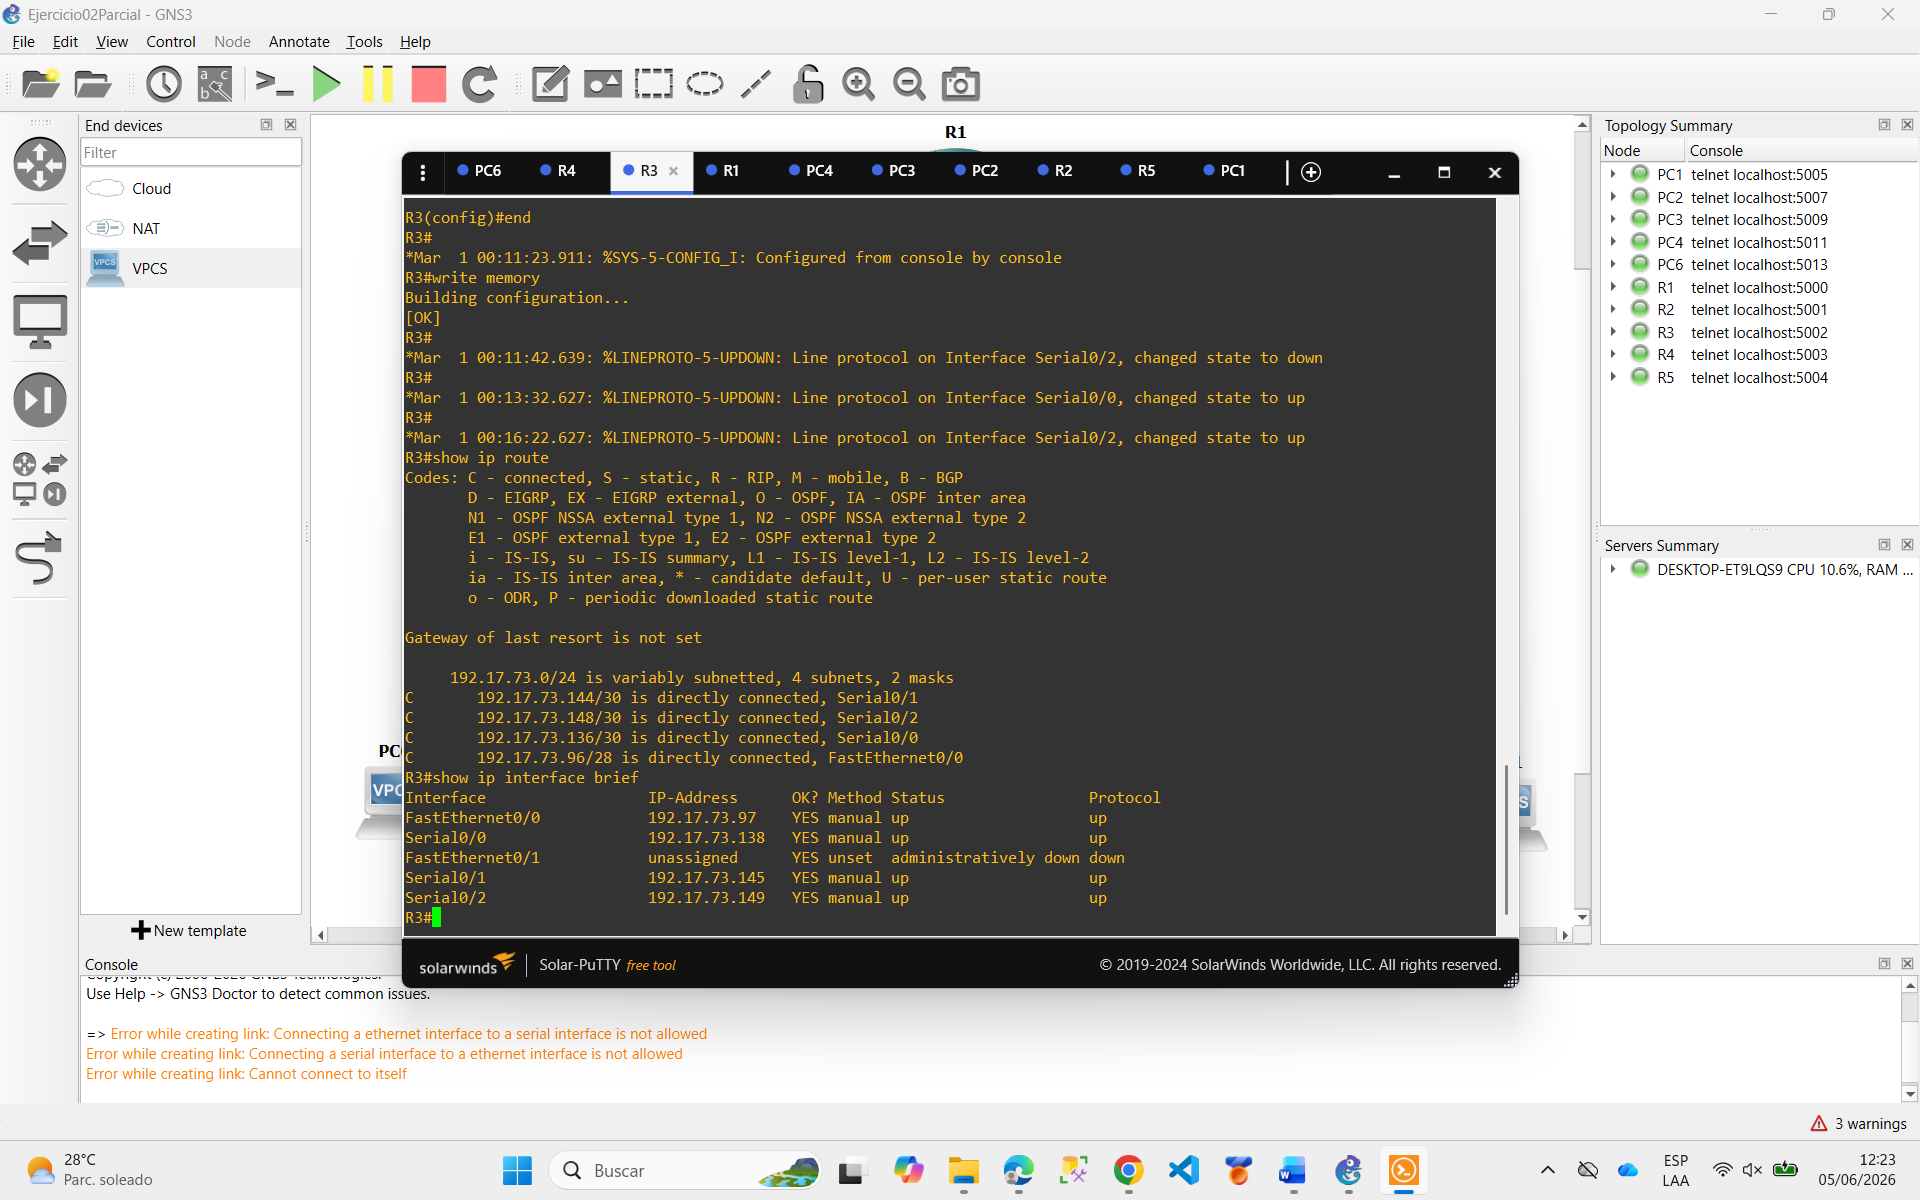 Ejercicio02Parcial - GNS3
File Edit View Control Node Annotate Tools Help
End devices
Filter
Cloud
NAT
VPCS
VPCS
New template
R1
PC6 R4 R3 R1 PC4 PC3 PC2 R2 R5 PC1
R3(config)#end
R3#
*Mar  1 00:11:23.911: %SYS-5-CONFIG_I: Configured from console by console
R3#write memory
Building configuration...
[OK]
R3#
*Mar  1 00:11:42.639: %LINEPROTO-5-UPDOWN: Line protocol on Interface Serial0/2, changed state to down
R3#
*Mar  1 00:13:32.627: %LINEPROTO-5-UPDOWN: Line protocol on Interface Serial0/0, changed state to up
R3#
*Mar  1 00:16:22.627: %LINEPROTO-5-UPDOWN: Line protocol on Interface Serial0/2, changed state to up
R3#show ip route
Codes: C - connected, S - static, R - RIP, M - mobile, B - BGP
D - EIGRP, EX - EIGRP external, O - OSPF, IA - OSPF inter area
N1 - OSPF NSSA external type 1, N2 - OSPF NSSA external type 2
E1 - OSPF external type 1, E2 - OSPF external type 2
i - IS-IS, su - IS-IS summary, L1 - IS-IS level-1, L2 - IS-IS level-2
ia - IS-IS inter area, * - candidate default, U - per-user static route
o - ODR, P - periodic downloaded static route
Gateway of last resort is not set
192.17.73.0/24 is variably subnetted, 4 subnets, 2 masks
C 192.17.73.144/30 is directly connected, Serial0/1
C 192.17.73.148/30 is directly connected, Serial0/2
C 192.17.73.136/30 is directly connected, Serial0/0
C 192.17.73.96/28 is directly connected, FastEthernet0/0
R3#show ip interface brief
Interface IP-Address OK? Method Status Protocol
FastEthernet0/0 192.17.73.97 YES manual up up
Serial0/0 192.17.73.138 YES manual up up
FastEthernet0/1 unassigned YES unset administratively down down
Serial0/1 192.17.73.145 YES manual up up
Serial0/2 192.17.73.149 YES manual up up
R3#
solarwinds Solar-PuTTY free tool © 2019-2024 SolarWinds Worldwide, LLC. All rights reserved.
Topology Summary
Node Console
PC1 telnet localhost:5005
PC2 telnet localhost:5007
PC3 telnet localhost:5009
PC4 telnet localhost:5011
PC6 telnet localhost:5013
R1 telnet localhost:5000
R2 telnet localhost:5001
R3 telnet localhost:5002
R4 telnet localhost:5003
R5 telnet localhost:5004
Servers Summary
DESKTOP-ET9LQS9 CPU 10.6%, RAM ...
Console
Use Help -> GNS3 Doctor to detect common issues.
=> Error while creating link: Connecting a ethernet interface to a serial interface is not allowed
Error while creating link: Connecting a serial interface to a ethernet interface is not allowed
Error while creating link: Cannot connect to itself
3 warnings
28°C
Parc. soleado
Buscar
ESP
LAA
12:23
05/06/2026